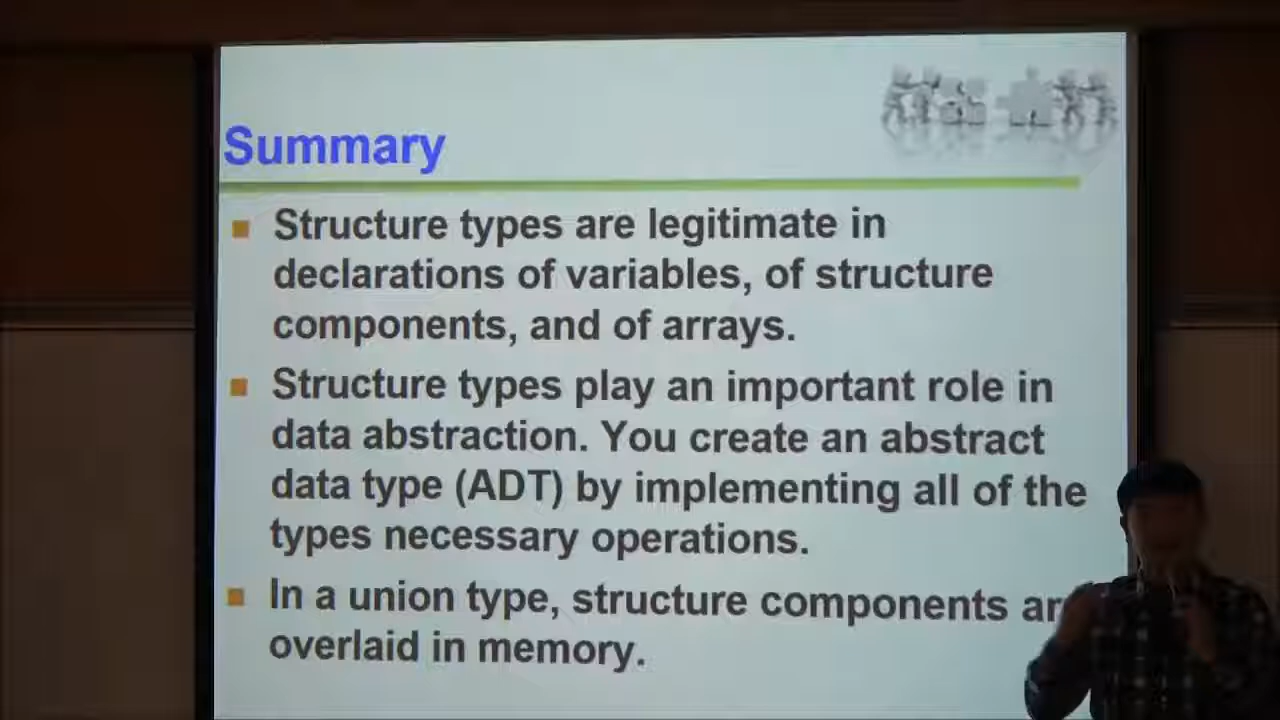 Summary
Structure types are legitimate in
declarations of variables, of structure
components, and of arrays.
Structure types play an important role in
data abstraction. You create an abstract
data type (ADT) by implementing all of the
types necessary operations.
In a union type, structure components ar
overlaid in memory.